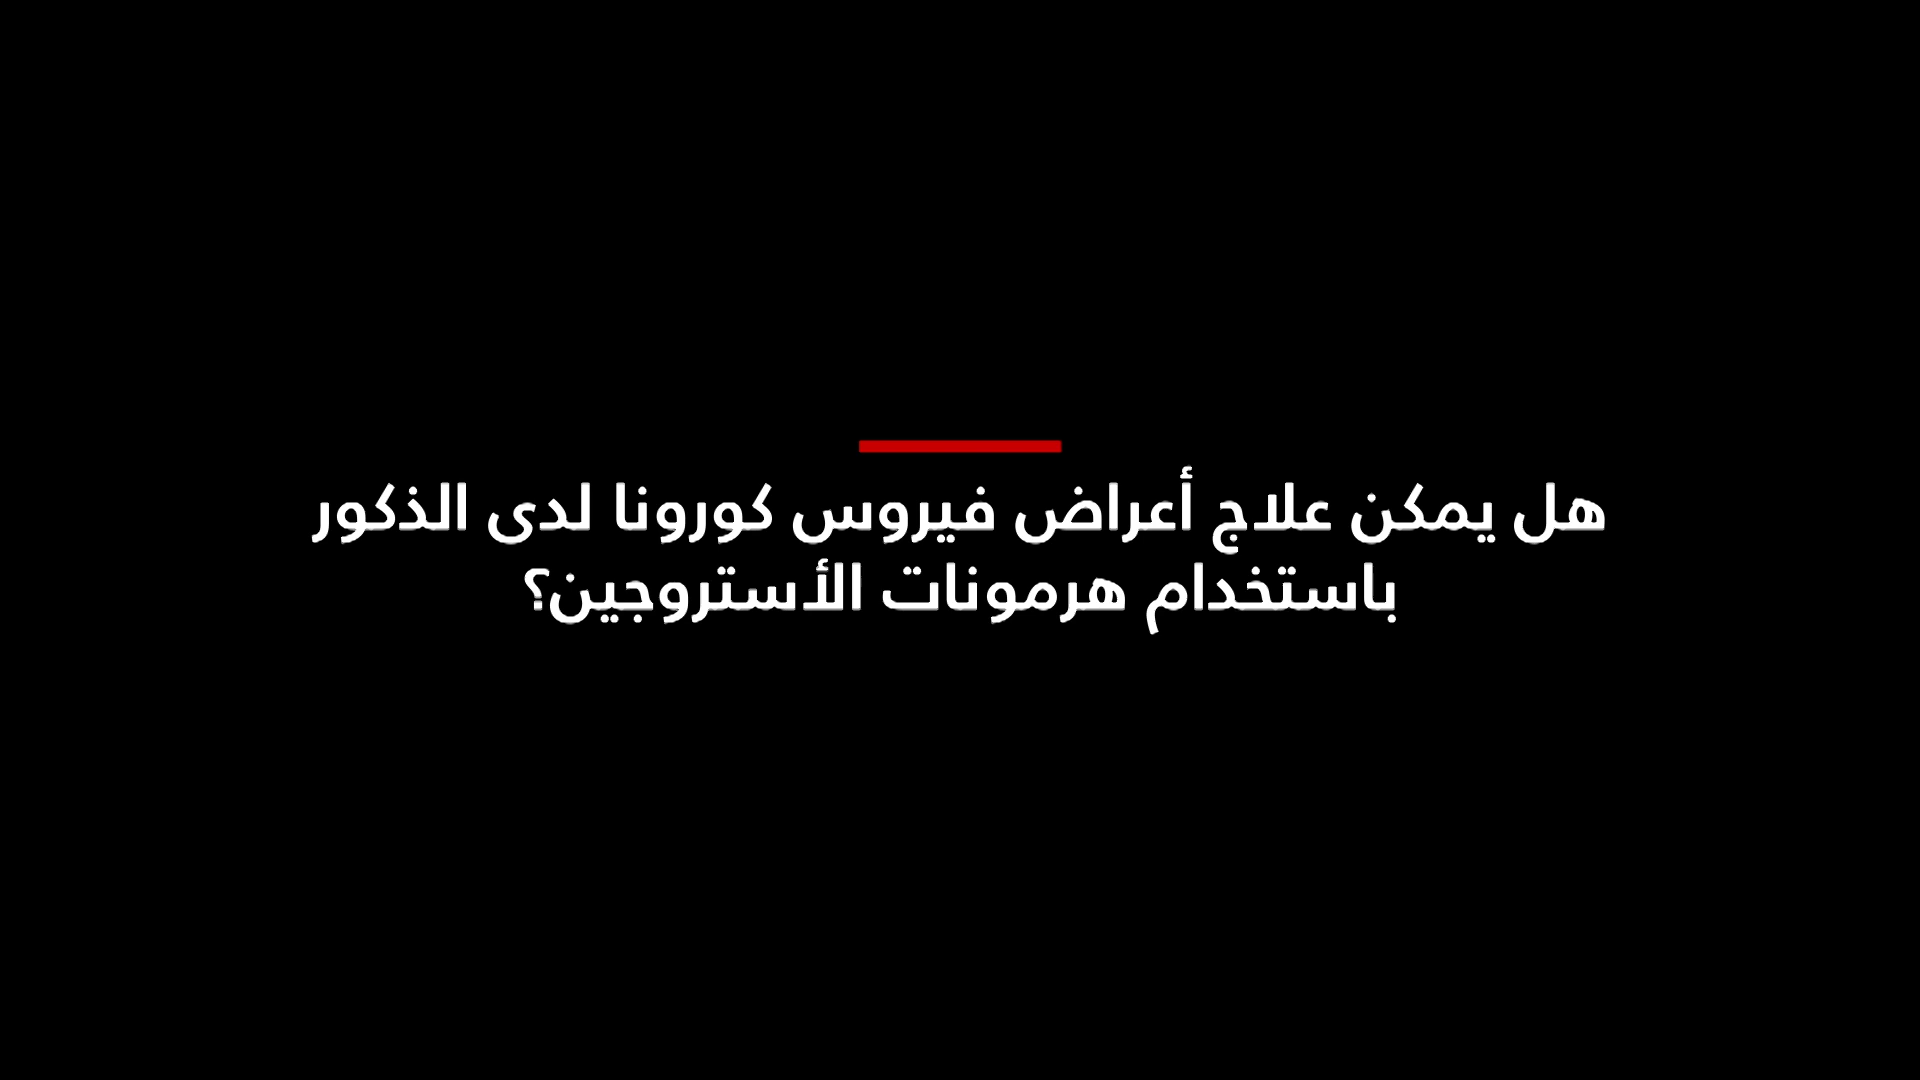 هل يمكن علاج أعراض فيروس كورونا لدى الذكور
باستخدام هرمونات الأستروجين؟